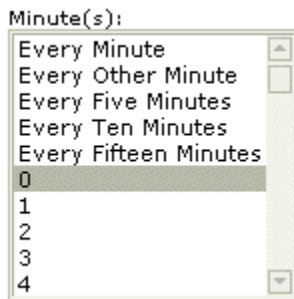 Minute(s):
Every Minute
Every Other Minute
Every Five Minutes
Every Ten Minutes
Every Fifteen Minutes
0
1
2
3
4